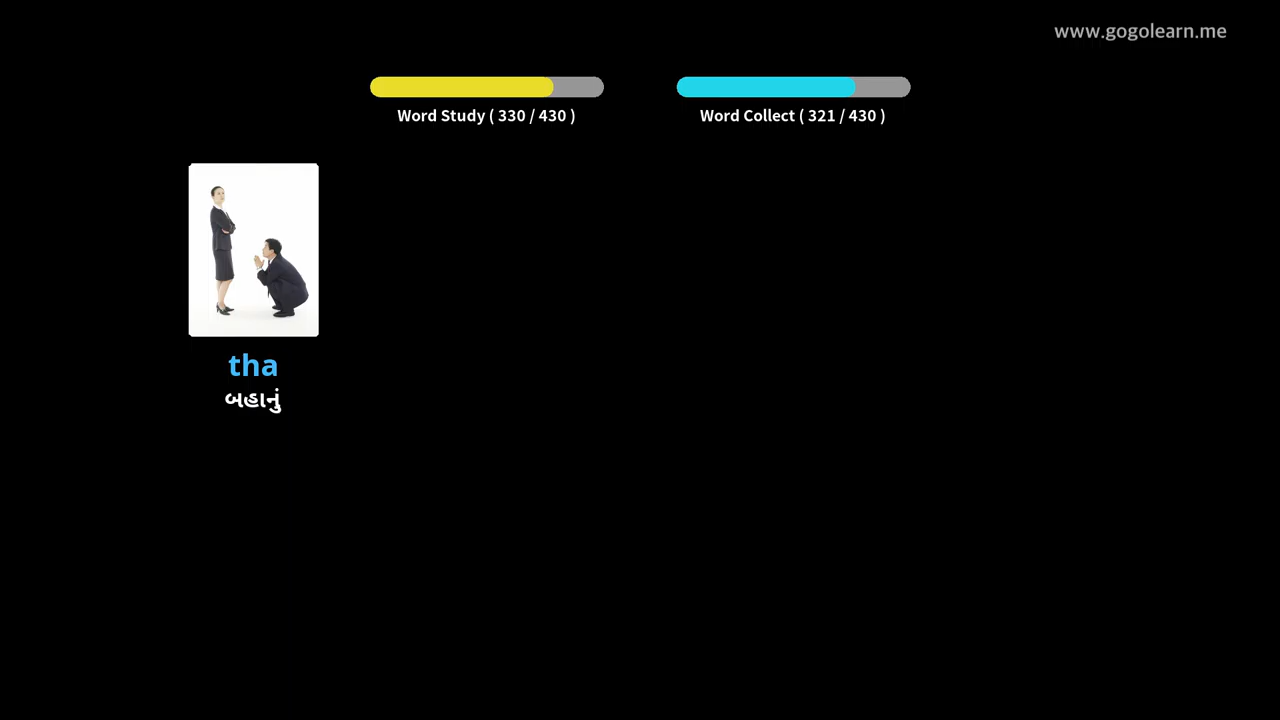 www.gogolearn.me
Word Study ( 330 / 430 )
Word Collect ( 321 / 430 )
tha
બહાનું